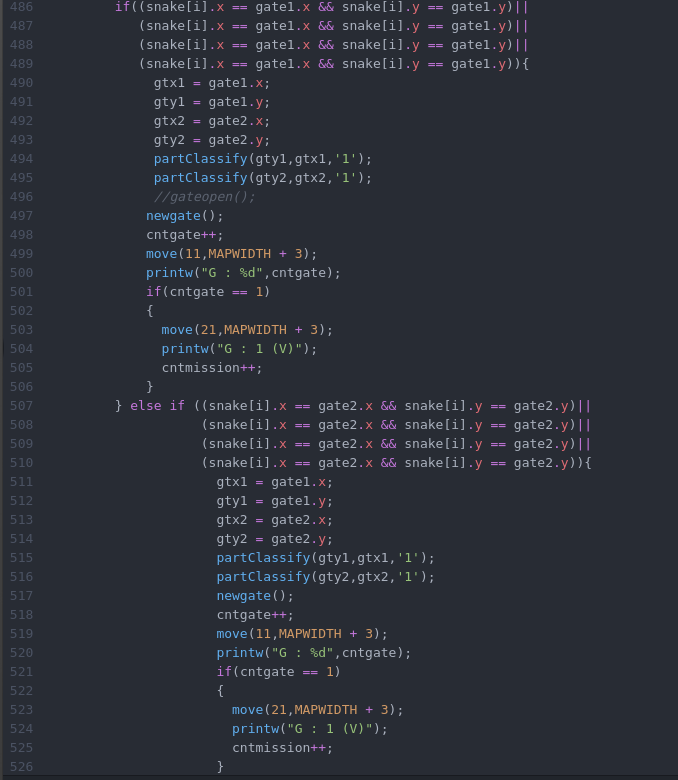 486 if((snake[i].x == gate1.x && snake[i].y == gate1.y)||
487 (snake[i].x == gate1.x && snake[i].y == gate1.y)||
488 (snake[i].x == gate1.x && snake[i].y == gate1.y)||
489 (snake[i].x == gate1.x && snake[i].y == gate1.y)){
490 gtx1 = gate1.x;
491 gty1 = gate1.y;
492 gtx2 = gate2.x;
493 gty2 = gate2.y;
494 partClassify(gty1,gtx1,'1');
495 partClassify(gty2,gtx2,'1');
496 //gateopen();
497 newgate();
498 cntgate++;
499 move(11,MAPWIDTH + 3);
500 printw("G : %d",cntgate);
501 if(cntgate == 1)
502 {
503 move(21,MAPWIDTH + 3);
504 printw("G : 1 (V)");
505 cntmission++;
506 }
507 } else if ((snake[i].x == gate2.x && snake[i].y == gate2.y)||
508 (snake[i].x == gate2.x && snake[i].y == gate2.y)||
509 (snake[i].x == gate2.x && snake[i].y == gate2.y)||
510 (snake[i].x == gate2.x && snake[i].y == gate2.y)){
511 gtx1 = gate1.x;
512 gty1 = gate1.y;
513 gtx2 = gate2.x;
514 gty2 = gate2.y;
515 partClassify(gty1,gtx1,'1');
516 partClassify(gty2,gtx2,'1');
517 newgate();
518 cntgate++;
519 move(11,MAPWIDTH + 3);
520 printw("G : %d",cntgate);
521 if(cntgate == 1)
522 {
523 move(21,MAPWIDTH + 3);
524 printw("G : 1 (V)");
525 cntmission++;
526 }